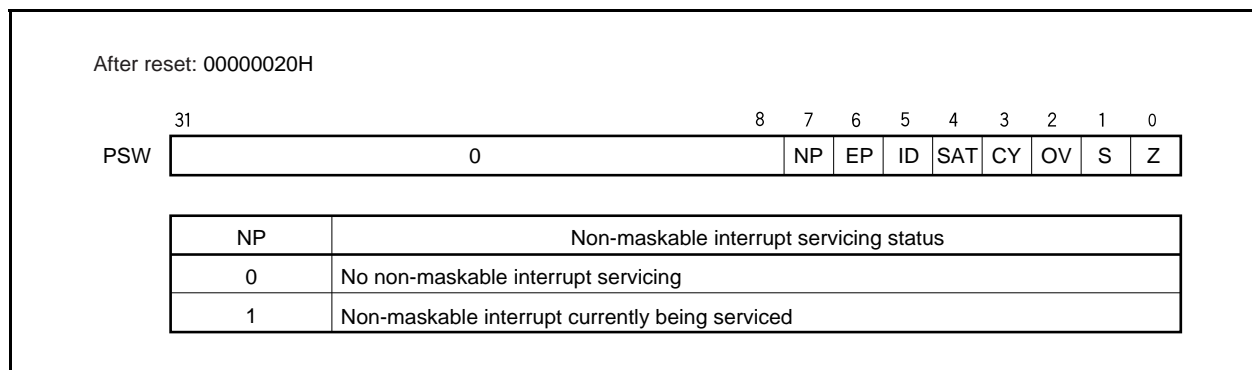 After reset: 00000020H
31 8 7 6 5 4 3 2 1 0
PSW 0 NP EP ID SAT CY OV S Z
NP Non-maskable interrupt servicing status
0 No non-maskable interrupt servicing
1 Non-maskable interrupt currently being serviced